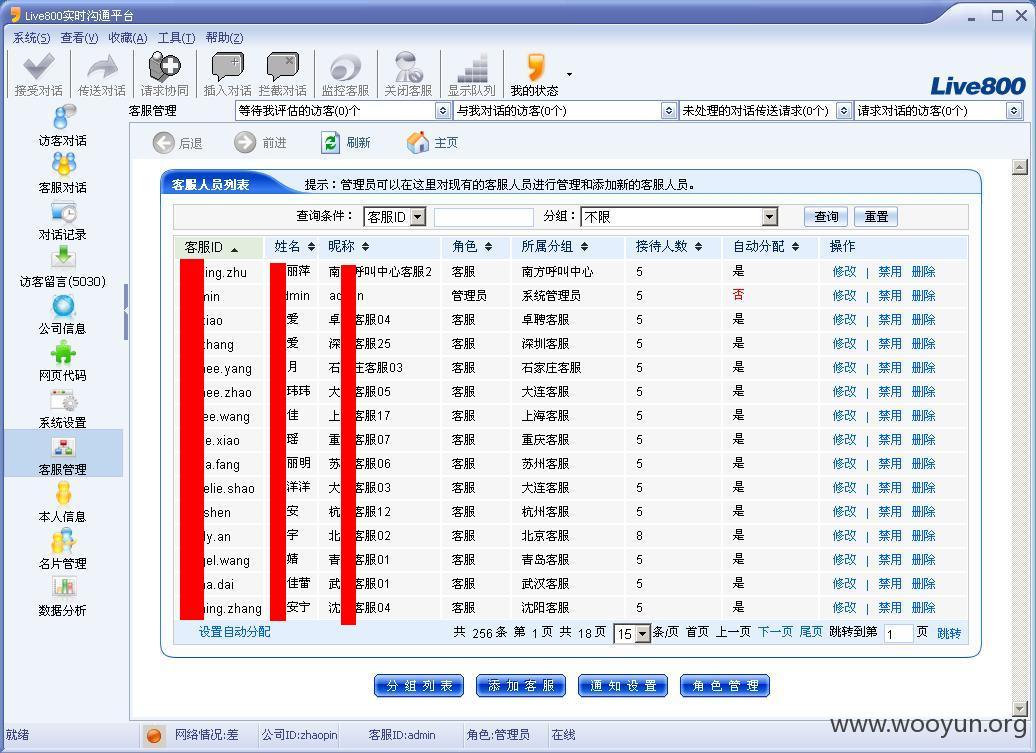 Live800实时沟通平台
系统(S) 查看(V) 收藏(A) 工具(T) 帮助(Z)
接受对话 传送对话 请求协同 插入对话 拦截对话 监控客服 关闭客服 显示队列 我的状态
Live800
客服管理 等待我评估的访客(0)个 与我对话的访客(0个) 未处理的对话传送请求(0个) 请求对话的访客(0个)
访客对话
客服对话
对话记录
访客留言(5030)
公司信息
网页代码
系统设置
客服管理
本人信息
名片管理
数据分析
后退 前进 刷新 主页
客服人员列表 提示：管理员可以在这里对现有的客服人员进行管理和添加新的客服人员。
查询条件： 客服ID 分组： 不限 查询 重置
客服ID 姓名 昵称 角色 所属分组 接待人数 自动分配 操作
ing.zhu 丽萍 南 呼叫中心客服2 客服 南方呼叫中心 5 是 修改 | 禁用 删除
min dmin ad n 管理员 系统管理员 5 否 修改 | 禁用 删除
iao 爱 卓 客服04 客服 卓聘客服 5 是 修改 | 禁用 删除
hang 爱 深 客服25 客服 深圳客服 5 是 修改 | 禁用 删除
ee.yang 月 石 庄客服03 客服 石家庄客服 5 是 修改 | 禁用 删除
ee.zhao 玮玮 大 客服05 客服 大连客服 5 是 修改 | 禁用 删除
e.wang 佳 上 客服17 客服 上海客服 5 是 修改 | 禁用 删除
e.xiao 瑶 重 客服07 客服 重庆客服 5 是 修改 | 禁用 删除
a.fang 丽明 苏 客服06 客服 苏州客服 5 是 修改 | 禁用 删除
elie.shao 洋洋 大 客服03 客服 大连客服 5 是 修改 | 禁用 删除
shen 安 杭 客服12 客服 杭州客服 5 是 修改 | 禁用 删除
y.an 宇 北 客服02 客服 北京客服 8 是 修改 | 禁用 删除
gel.wang 婧 青 客服01 客服 青岛客服 5 是 修改 | 禁用 删除
a.dai 佳蕾 武 客服01 客服 武汉客服 5 是 修改 | 禁用 删除
ing.zhang 安宁 沈 客服04 客服 沈阳客服 5 是 修改 | 禁用 删除
设置自动分配 共 256 条 第 1 页 共 18 页 15 条/页 首页 上一页 下一页 尾页 跳转到第 1 页 跳转
分组列表 添加客服 通知设置 角色管理
www.wooyun.org
就绪 网络情况:差 公司ID:zhaopin 客服ID:admin 角色:管理员 在线